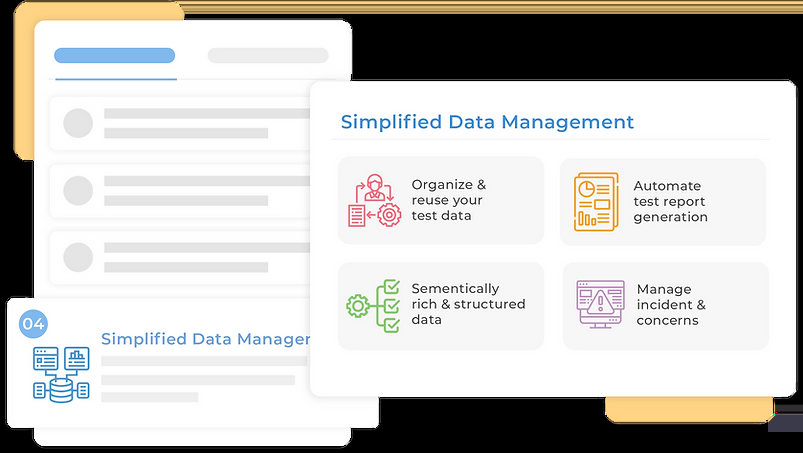 Simplified Data Management
Organize &
reuse your
test data
Automate
test report
generation
Sementically
rich & structured
data
Manage
incident &
concerns
04
Simplified Data Manager